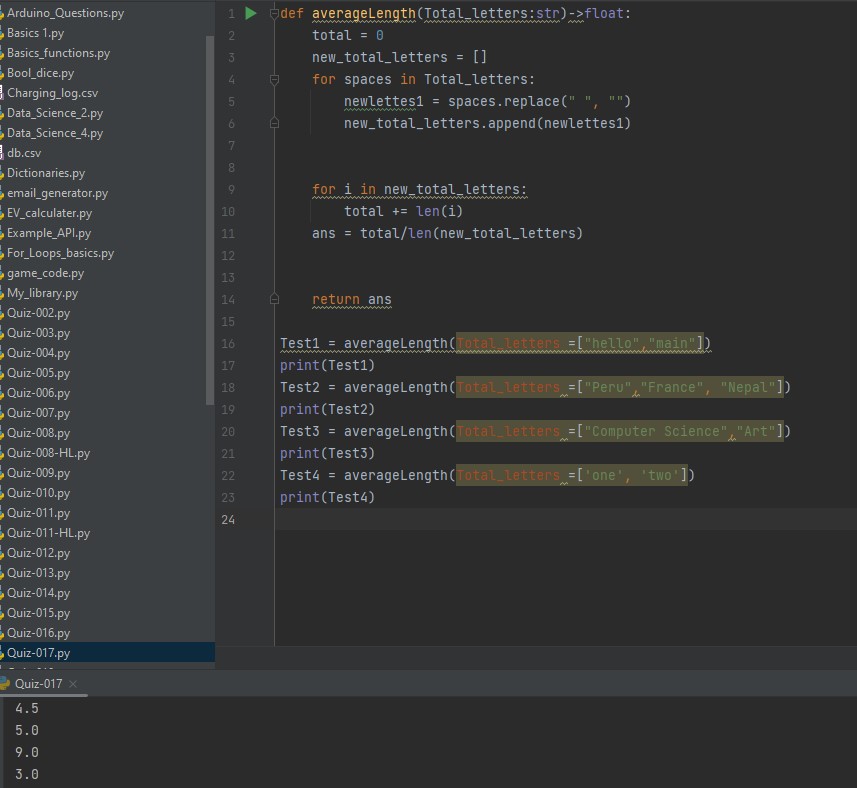 Arduino_Questions.py
Basics 1.py
Basics_functions.py
Bool_dice.py
Charging_log.csv
Data_Science_2.py
Data_Science_4.py
db.csv
Dictionaries.py
email_generator.py
EV_calculater.py
Example_API.py
For_Loops_basics.py
game_code.py
My_library.py
Quiz-002.py
Quiz-003.py
Quiz-004.py
Quiz-005.py
Quiz-006.py
Quiz-007.py
Quiz-008.py
Quiz-008-HL.py
Quiz-009.py
Quiz-010.py
Quiz-011.py
Quiz-011-HL.py
Quiz-012.py
Quiz-013.py
Quiz-014.py
Quiz-015.py
Quiz-016.py
Quiz-017.py
1 def averageLength(Total_letters:str)->float:
2     total = 0
3     new_total_letters = []
4     for spaces in Total_letters:
5         newlettes1 = spaces.replace(" ", "")
6         new_total_letters.append(newlettes1)
7
8
9     for i in new_total_letters:
10         total += len(i)
11     ans = total/len(new_total_letters)
12
13
14     return ans
15
16 Test1 = averageLength(Total_letters =["hello","main"])
17 print(Test1)
18 Test2 = averageLength(Total_letters =["Peru","France", "Nepal"])
19 print(Test2)
20 Test3 = averageLength(Total_letters =["Computer Science","Art"])
21 print(Test3)
22 Test4 = averageLength(Total_letters =['one', 'two'])
23 print(Test4)
24
Quiz-017
4.5
5.0
9.0
3.0